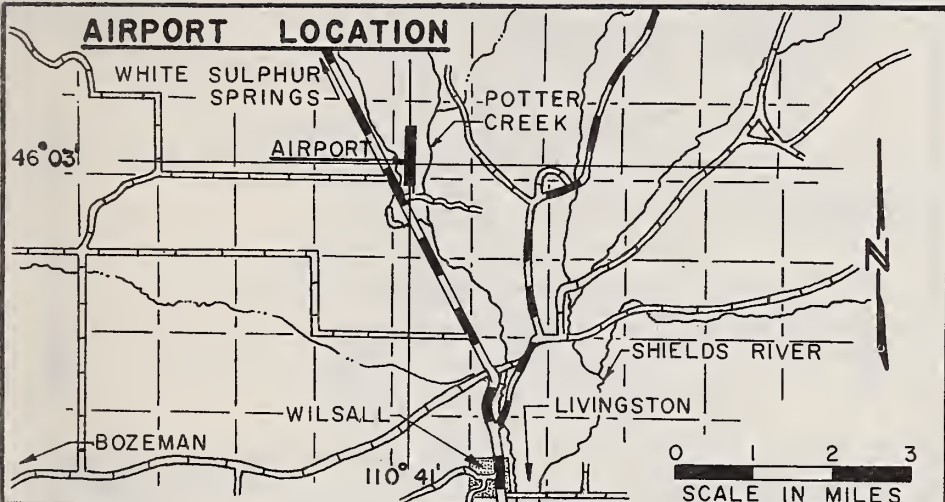 AIRPORT LOCATION
WHITE SULPHUR
SPRINGS
POTTER
CREEK
46° 03'
AIRPORT
N
SHIELDS RIVER
WILSALL
LIVINGSTON
BOZEMAN
110° 41'
0 1 2 3
SCALE IN MILES